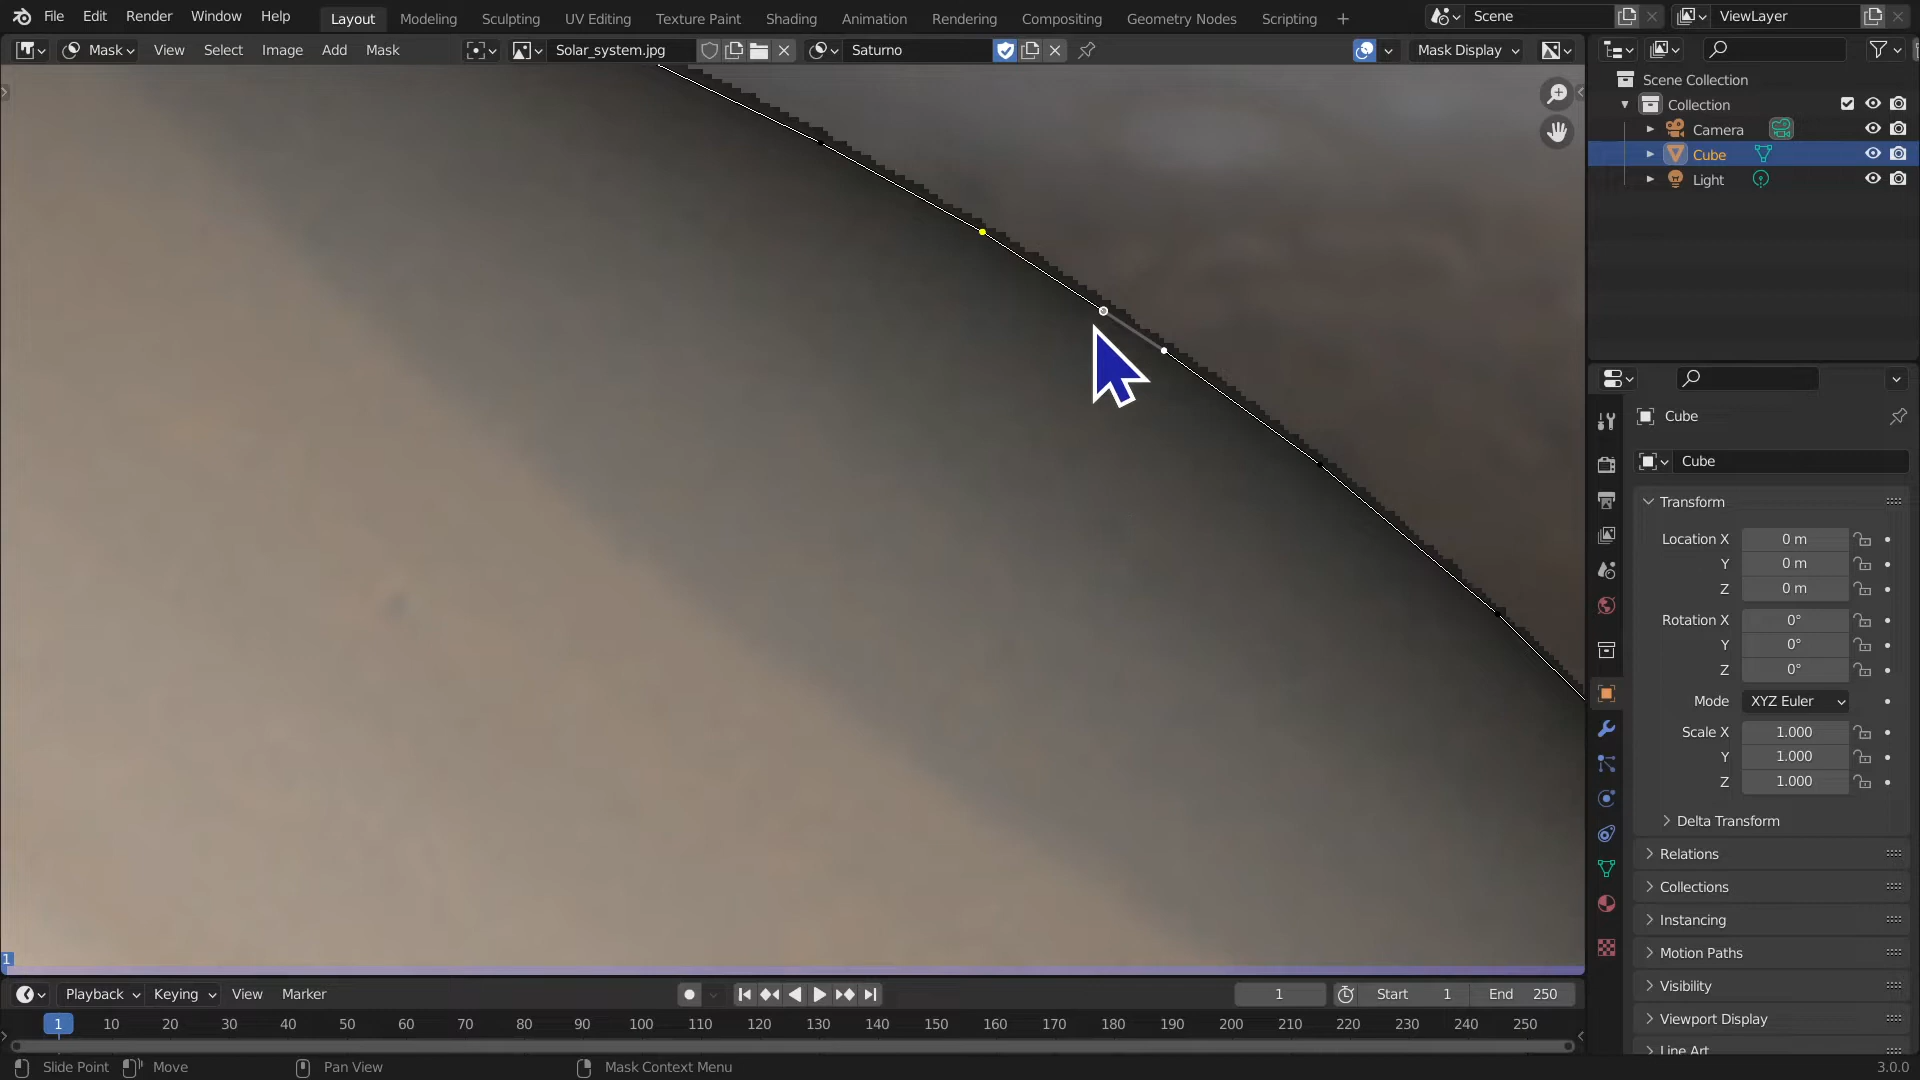 File Edit Render Window Help Layout Modeling Sculpting UV Editing Texture Paint Shading Animation Rendering Compositing Geometry Nodes Scripting + Scene ViewLayer
Mask View Select Image Add Mask Solar_system.jpg Saturno Mask Display
Scene Collection
Collection
Camera
Cube
Light
Cube
Cube
Transform
Location X 0 m
Y 0 m
Z 0 m
Rotation X 0°
Y 0°
Z 0°
Mode XYZ Euler
Scale X 1.000
Y 1.000
Z 1.000
Delta Transform
Relations
Collections
Instancing
Motion Paths
Visibility
Viewport Display
Line Art
1
Playback Keying View Marker 1 Start 1 End 250
1 10 20 30 40 50 60 70 80 90 100 110 120 130 140 150 160 170 180 190 200 210 220 230 240 250
Slide Point Move Pan View Mask Context Menu 3.0.0